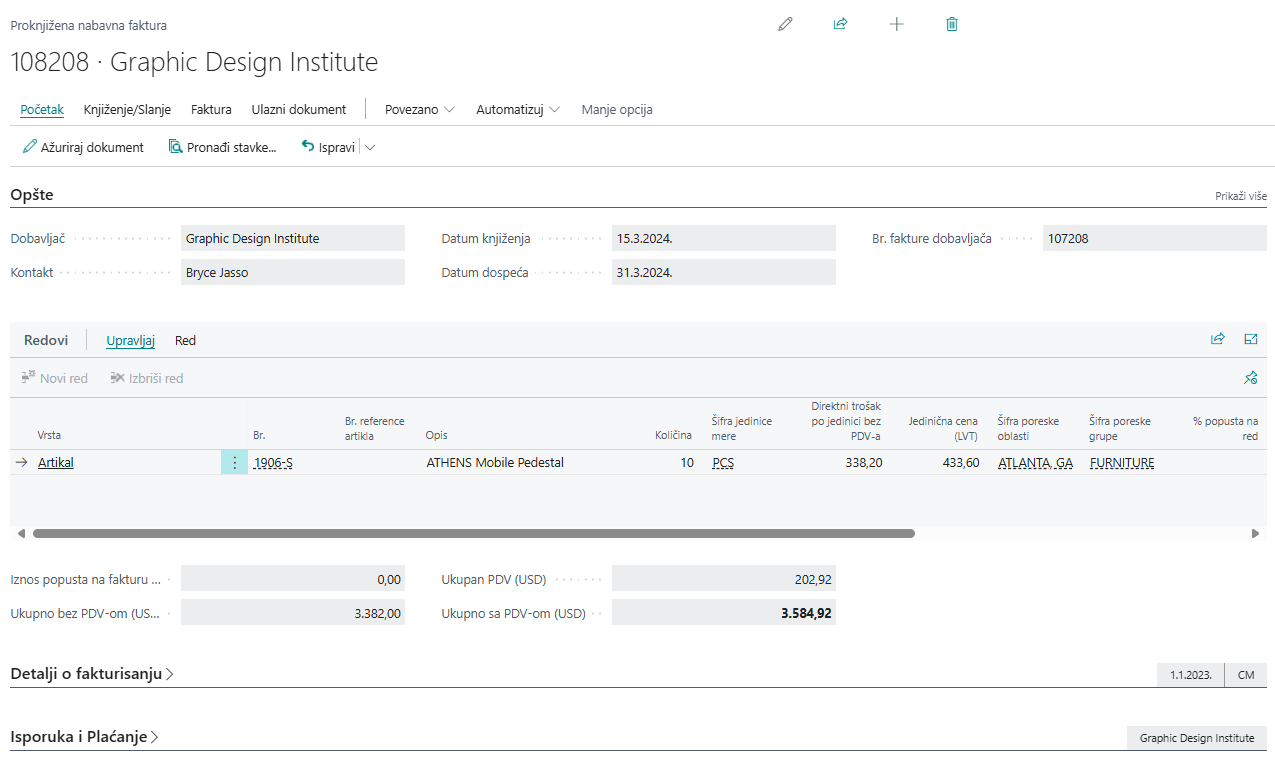 Proknjižena nabavna faktura
108208 · Graphic Design Institute
Početak Knjiženje/Slanje Faktura Ulazni dokument Povezano Automatizuj Manje opcija
Ažuriraj dokument Pronađi stavke... Ispravi
Opšte Prikaži više
Dobavljač Graphic Design Institute Datum knjiženja 15.3.2024. Br. fakture dobavljača 107208
Kontakt Bryce Jasso Datum dospeća 31.3.2024.
Redovi Upravljaj Red
Novi red Izbriši red
Vrsta Br. Br. reference artikla Opis Količina Šifra jedinice mere Direktni trošak po jedinici bez PDV-a Jedinična cena (LVT) Šifra poreske oblasti Šifra poreske grupe % popusta na red
Artikal 1906-S ATHENS Mobile Pedestal 10 PCS 338,20 433,60 ATLANTA, GA FURNITURE
Iznos popusta na fakturu ... 0,00 Ukupan PDV (USD) 202,92
Ukupno bez PDV-om (US... 3.382,00 Ukupno sa PDV-om (USD) 3.584,92
Detalji o fakturisanju 1.1.2023. CM
Isporuka i Plaćanje Graphic Design Institute